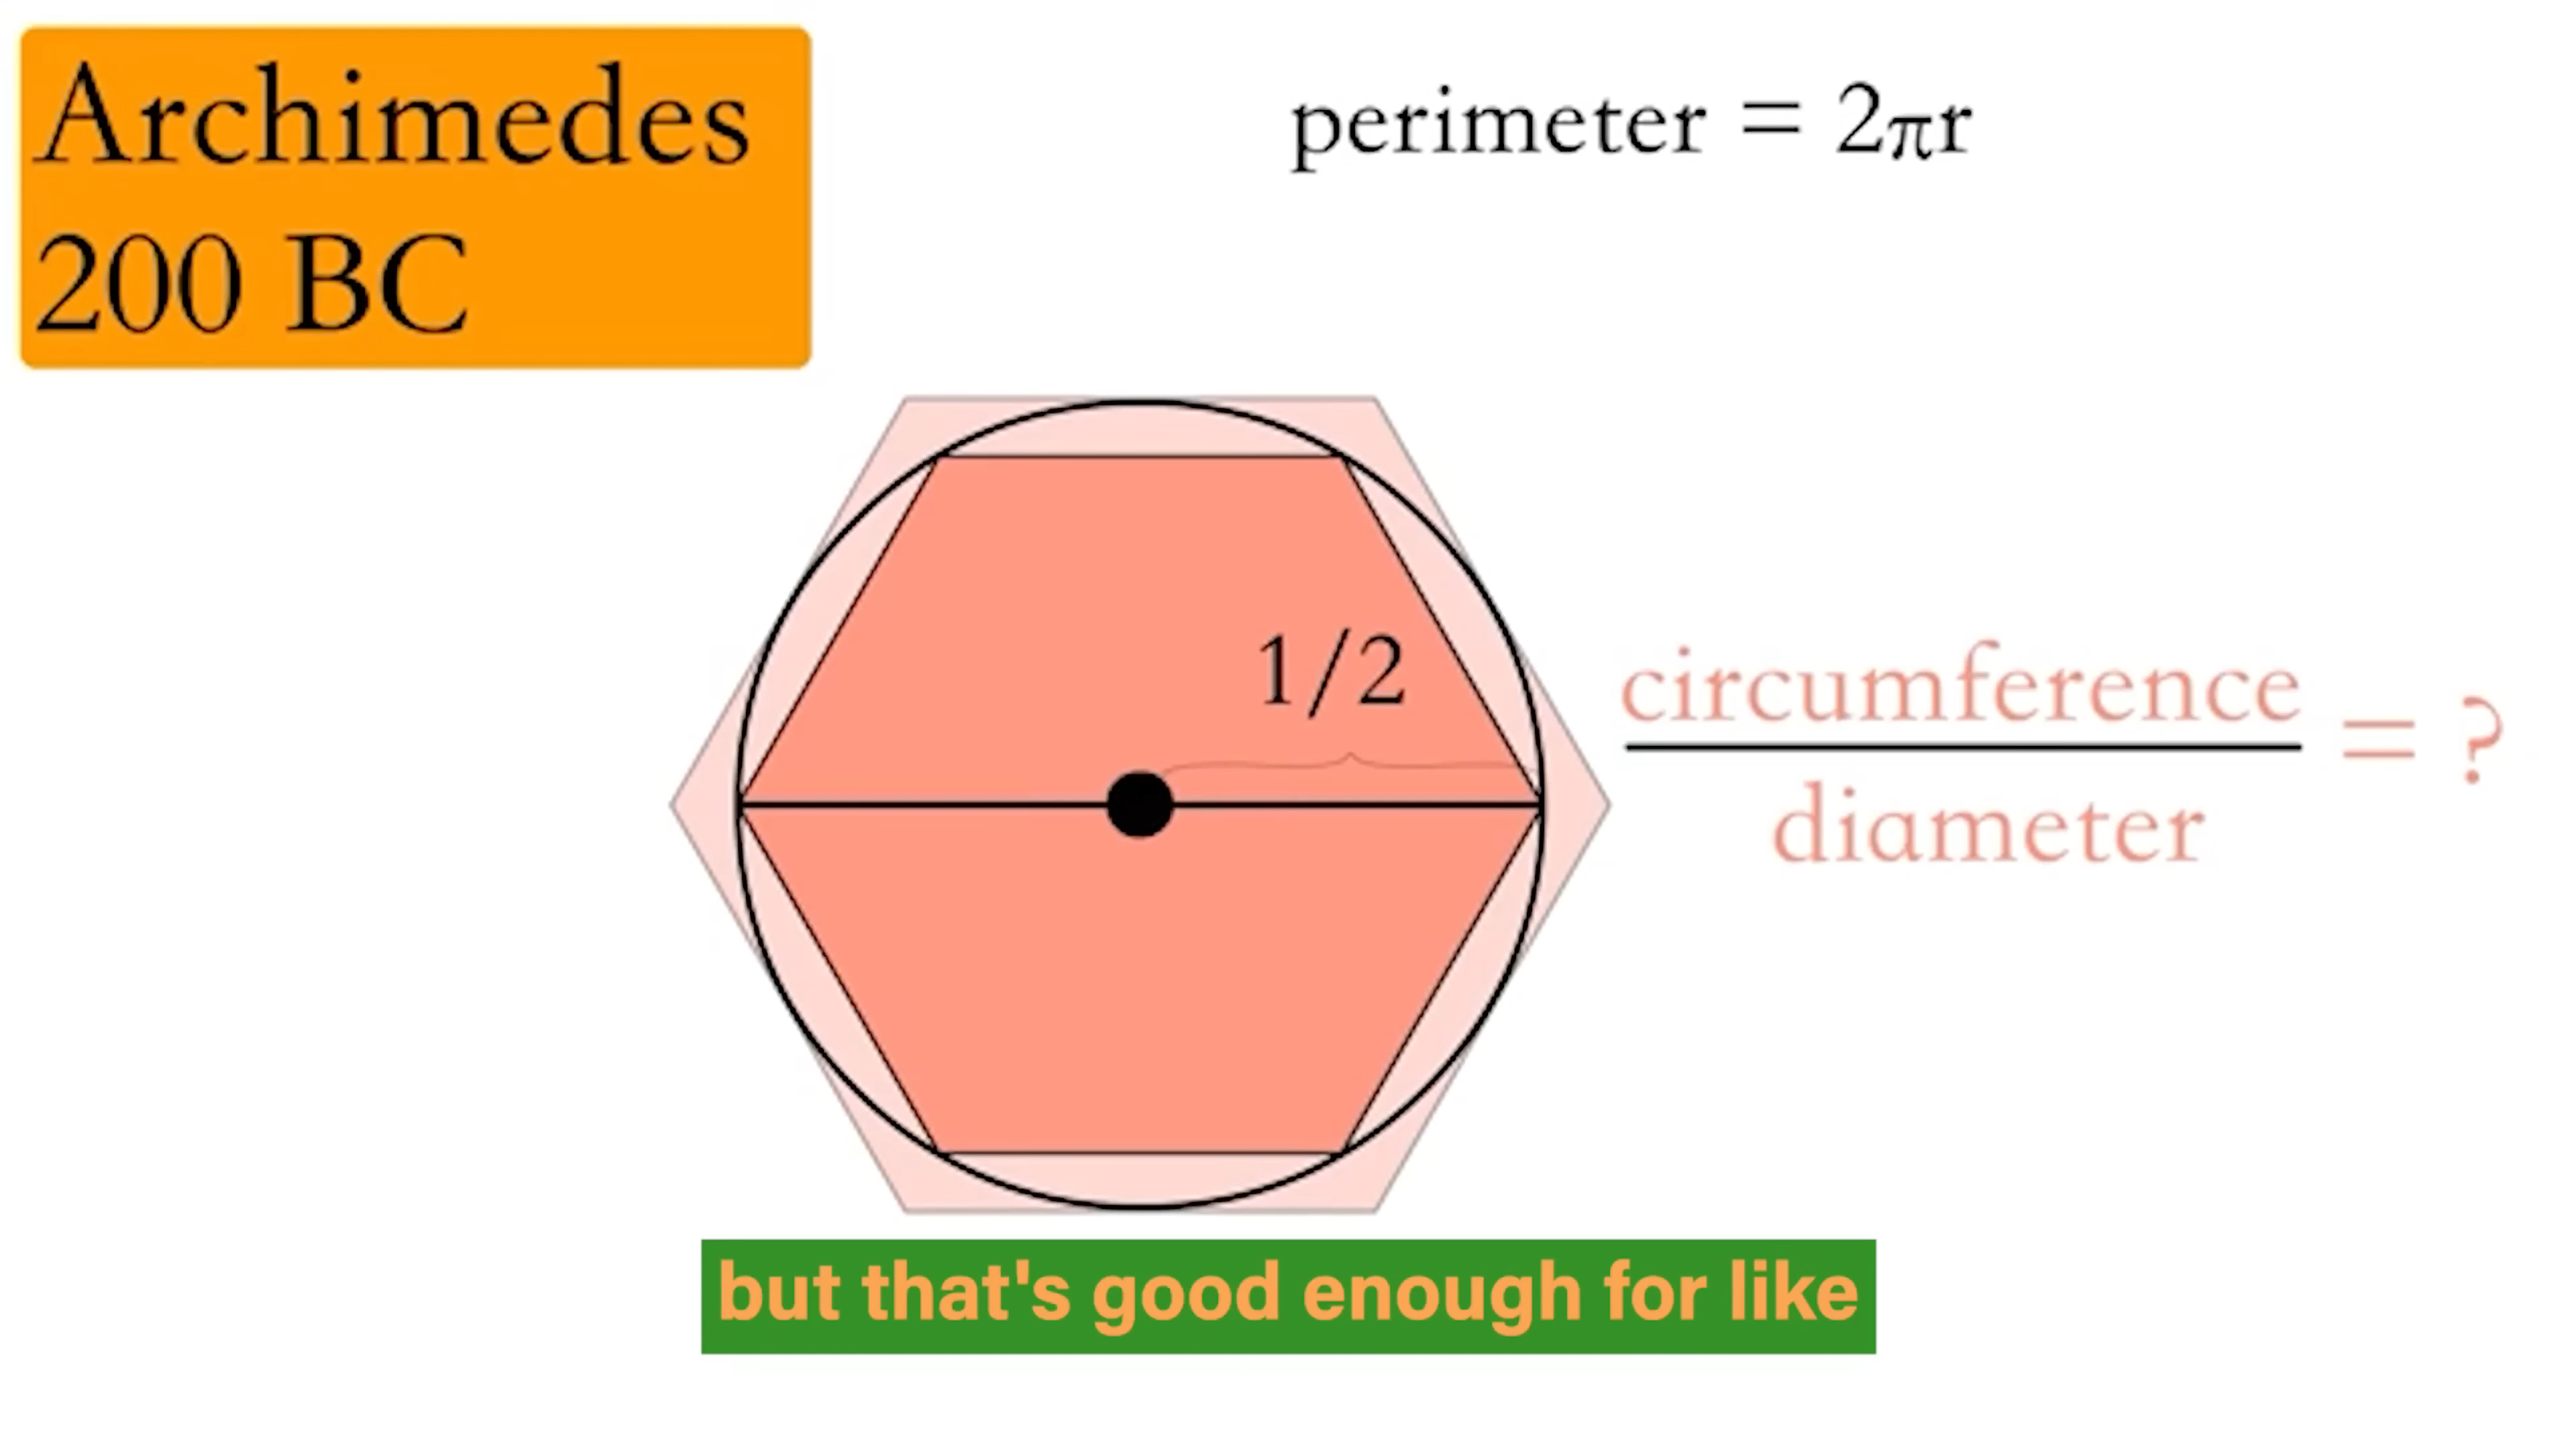 Archimedes
200 BC
perimeter = 2πr
1/2
circumference
diameter
= ?
but that's good enough for like